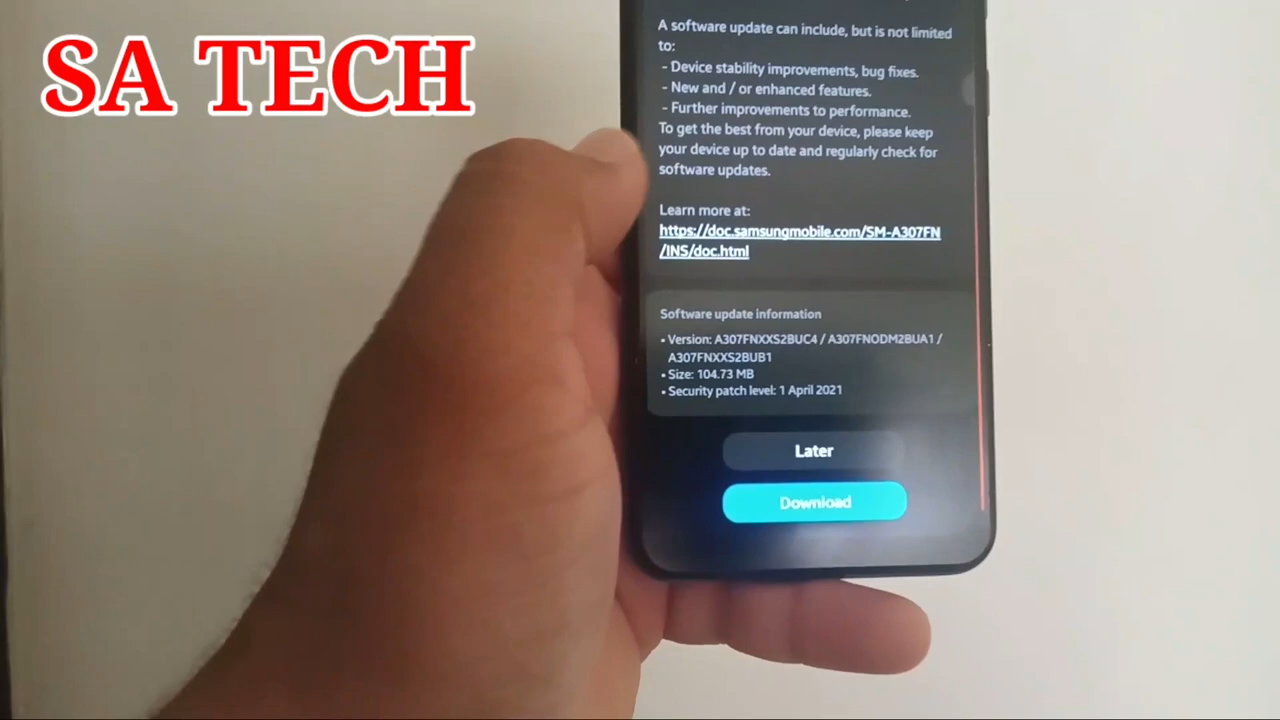 SA TECH
A software update can include, but is not limited
to:
- Device stability improvements, bug fixes.
- New and / or enhanced features.
- Further improvements to performance.
To get the best from your device, please keep
your device up to date and regularly check for
software updates.
Learn more at:
https://doc.samsungmobile.com/SM-A307FN
/INS/doc.html
Software update information
• Version: A307FNXXS2BUC4 / A307FNODM2BUA1 /
A307FNXXS2BUB1
• Size: 104.73 MB
• Security patch level: 1 April 2021
Later
Download